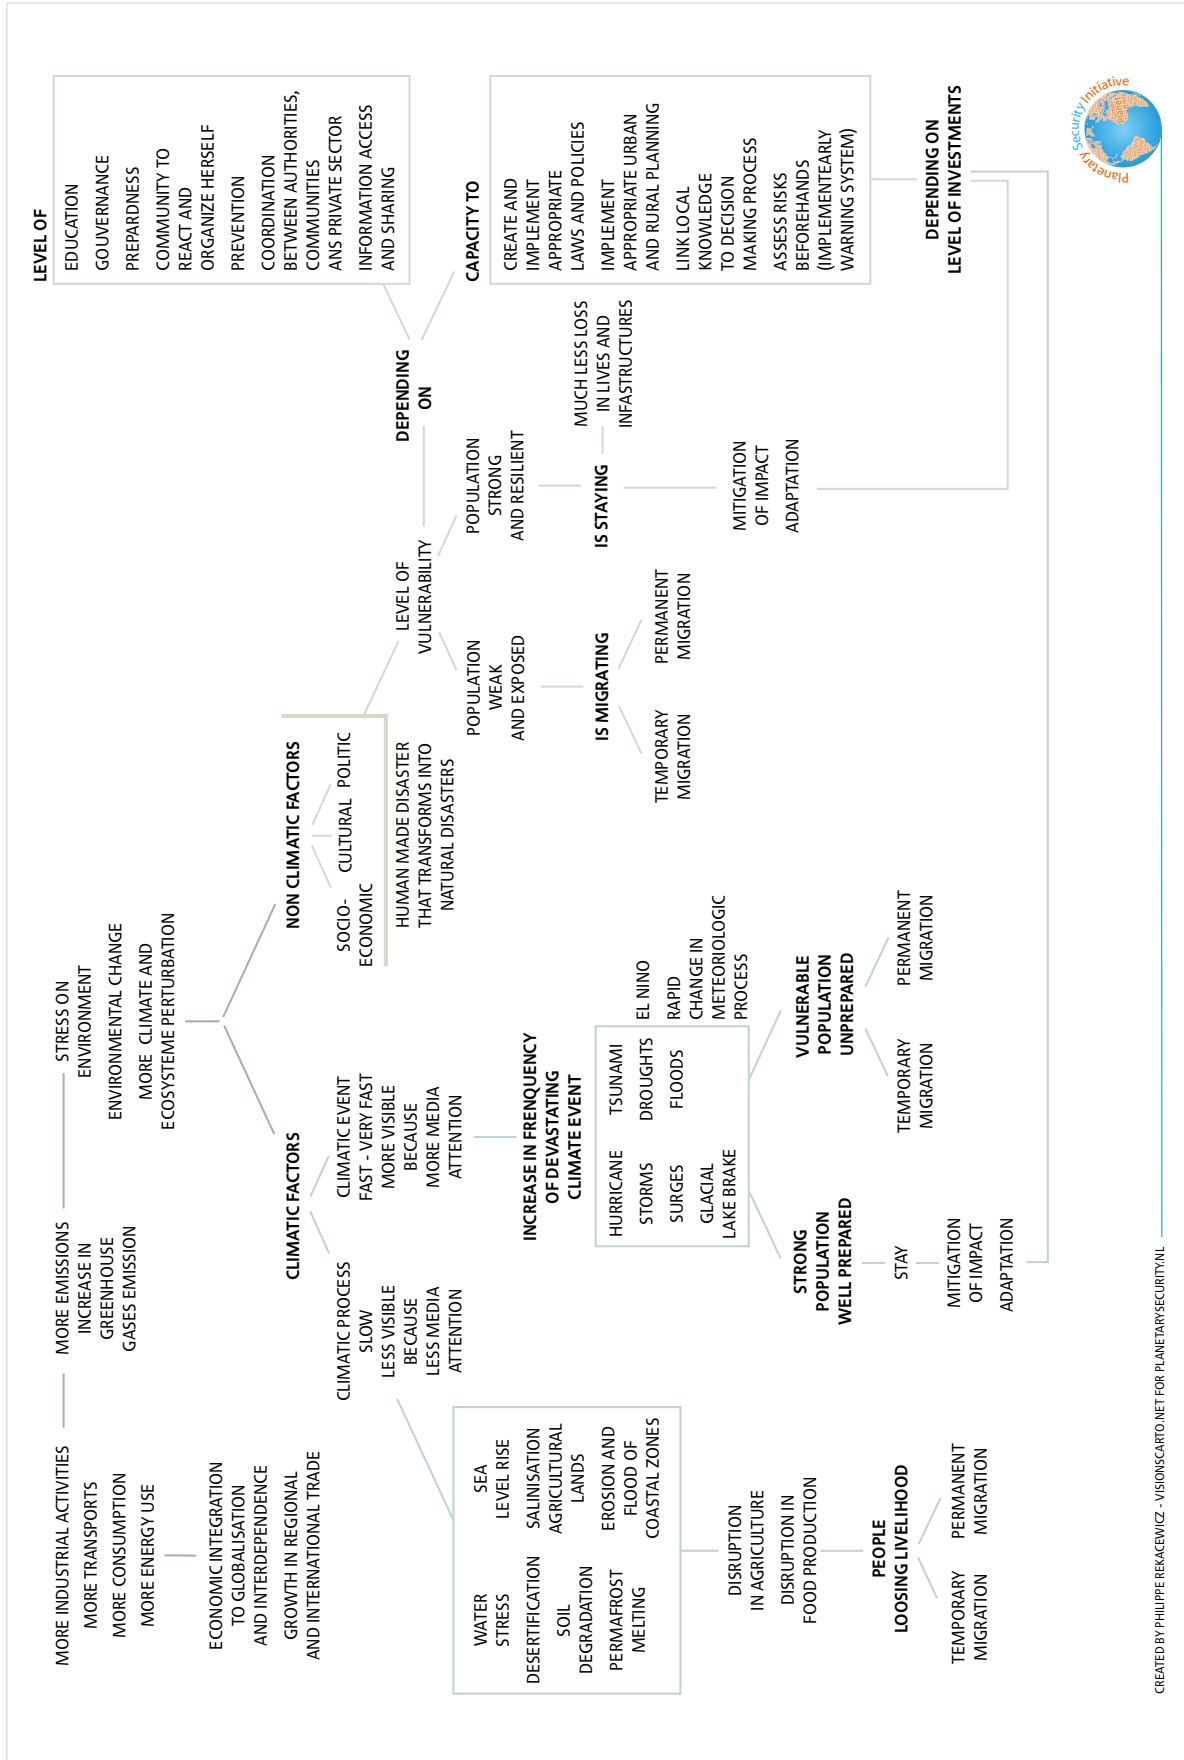 MORE INDUSTRIAL ACTIVITIES
MORE TRANSPORTS
MORE CONSUMPTION
MORE ENERGY USE
ECONOMIC INTEGRATION
TO GLOBALISATION
AND INTERDEPENDENCE
GROWTH IN REGIONAL
AND INTERNATIONAL TRADE
MORE EMISSIONS
INCREASE IN
GREENHOUSE
GASES EMISSION
STRESS ON
ENVIRONMENT
ENVIRONMENTAL CHANGE
MORE CLIMATE AND
ECOSYSTEME PERTURBATION
CLIMATIC FACTORS
CLIMATIC PROCESS
SLOW
LESS VISIBLE
BECAUSE
LESS MEDIA
ATTENTION
CLIMATIC EVENT
FAST - VERY FAST
MORE VISIBLE
BECAUSE
MORE MEDIA
ATTENTION
WATER
STRESS
DESERTIFICATION
SOIL
DEGRADATION
PERMAFROST
MELTING
SEA
LEVEL RISE
SALINISATION
AGRICULTURAL
LANDS
EROSION AND
FLOOD OF
COASTAL ZONES
DISRUPTION
IN AGRICULTURE
DISRUPTION IN
FOOD PRODUCTION
PEOPLE
LOOSING LIVELIHOOD
TEMPORARY
MIGRATION
PERMANENT
MIGRATION
INCREASE IN FRENQUENCY
OF DEVASTATING
CLIMATE EVENT
HURRICANE
STORMS
SURGES
GLACIAL
LAKE BRAKE
TSUNAMI
DROUGHTS
FLOODS
EL NINO
RAPID
CHANGE IN
METEORIOLOGIC
PROCESS
STRONG
POPULATION
WELL PREPARED
STAY
MITIGATION
OF IMPACT
ADAPTATION
VULNERABLE
POPULATION
UNPREPARED
TEMPORARY
MIGRATION
PERMANENT
MIGRATION
NON CLIMATIC FACTORS
SOCIO-
ECONOMIC
CULTURAL
POLITIC
HUMAN MADE DISASTER
THAT TRANSFORMS INTO
NATURAL DISASTERS
LEVEL OF
VULNERABILITY
POPULATION
WEAK
AND EXPOSED
IS MIGRATING
TEMPORARY
MIGRATION
PERMANENT
MIGRATION
POPULATION
STRONG
AND RESILIENT
IS STAYING
MUCH LESS LOSS
IN LIVES AND
INFASTRUCTURES
MITIGATION
OF IMPACT
ADAPTATION
DEPENDING
ON
LEVEL OF
EDUCATION
GOUVERNANCE
PREPARDNESS
COMMUNITY TO
REACT AND
ORGANIZE HERSELF
PREVENTION
COORDINATION
BETWEEN AUTHORITIES,
COMMUNITIES
ANS PRIVATE SECTOR
INFORMATION ACCESS
AND SHARING
CAPACITY TO
CREATE AND
IMPLEMENT
APPROPRIATE
LAWS AND POLICIES
IMPLEMENT
APPROPRIATE URBAN
AND RURAL PLANNING
LINK LOCAL
KNOWLEDGE
TO DECISION
MAKING PROCESS
ASSESS RISKS
BEFOREHANDS
(IMPLEMENTEARLY
WARNING SYSTEM)
DEPENDING ON
LEVEL OF INVESTMENTS
Planetary Security Initiative
CREATED BY PHILIPPE REKACEWICZ - VISIONSCARTO.NET FOR PLANETARYSECURITY.NL